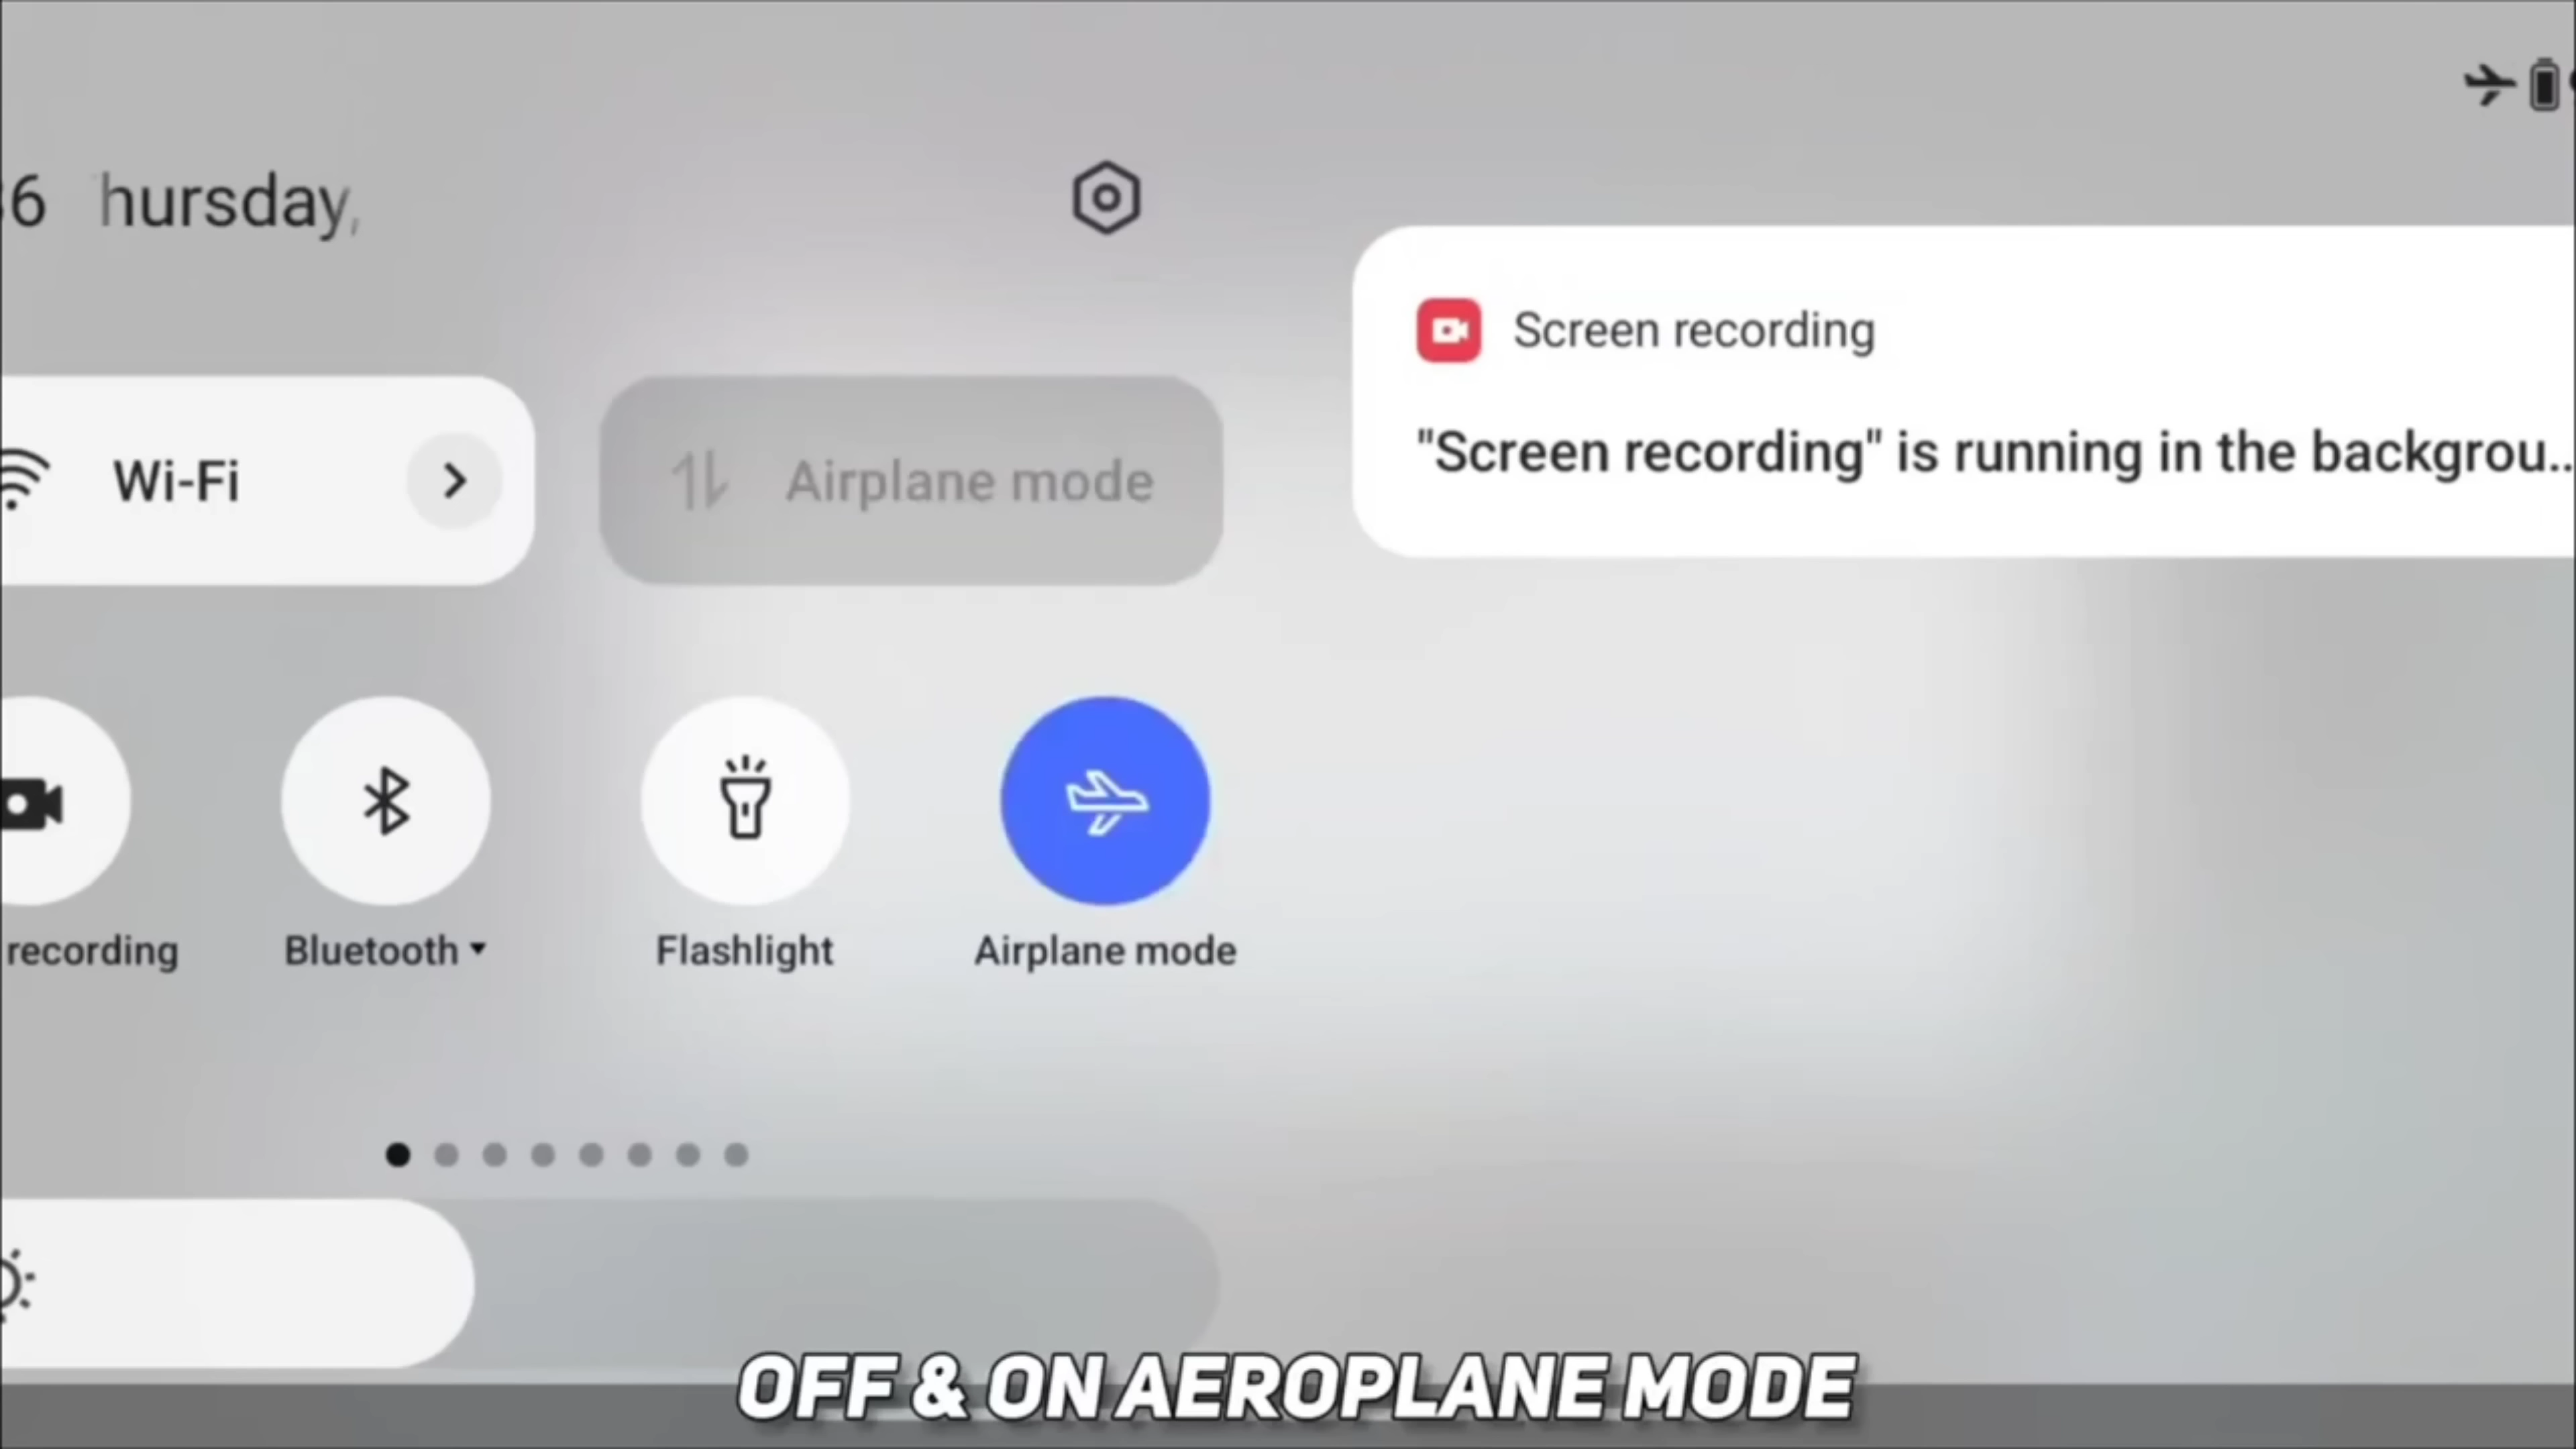 36 hursday,
Screen recording
"Screen recording" is running in the backgrou...
Wi-Fi
Airplane mode
recording
Bluetooth
Flashlight
Airplane mode
OFF & ON AEROPLANE MODE